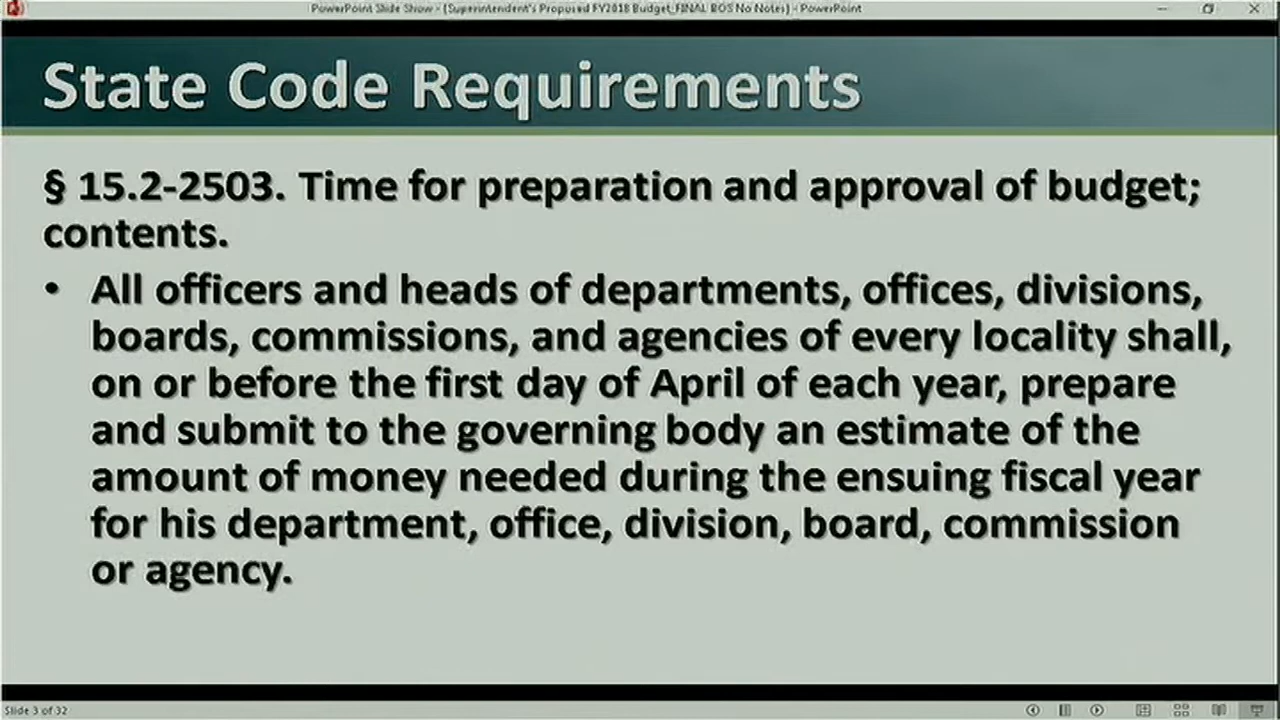 PowerPoint Slide Show - [Superintendent's Proposed FY2018 Budget_FINAL BOS No Notes] - PowerPoint
State Code Requirements
§ 15.2-2503. Time for preparation and approval of budget;
contents.
• All officers and heads of departments, offices, divisions,
boards, commissions, and agencies of every locality shall,
on or before the first day of April of each year, prepare
and submit to the governing body an estimate of the
amount of money needed during the ensuing fiscal year
for his department, office, division, board, commission
or agency.
Slide 3 of 32